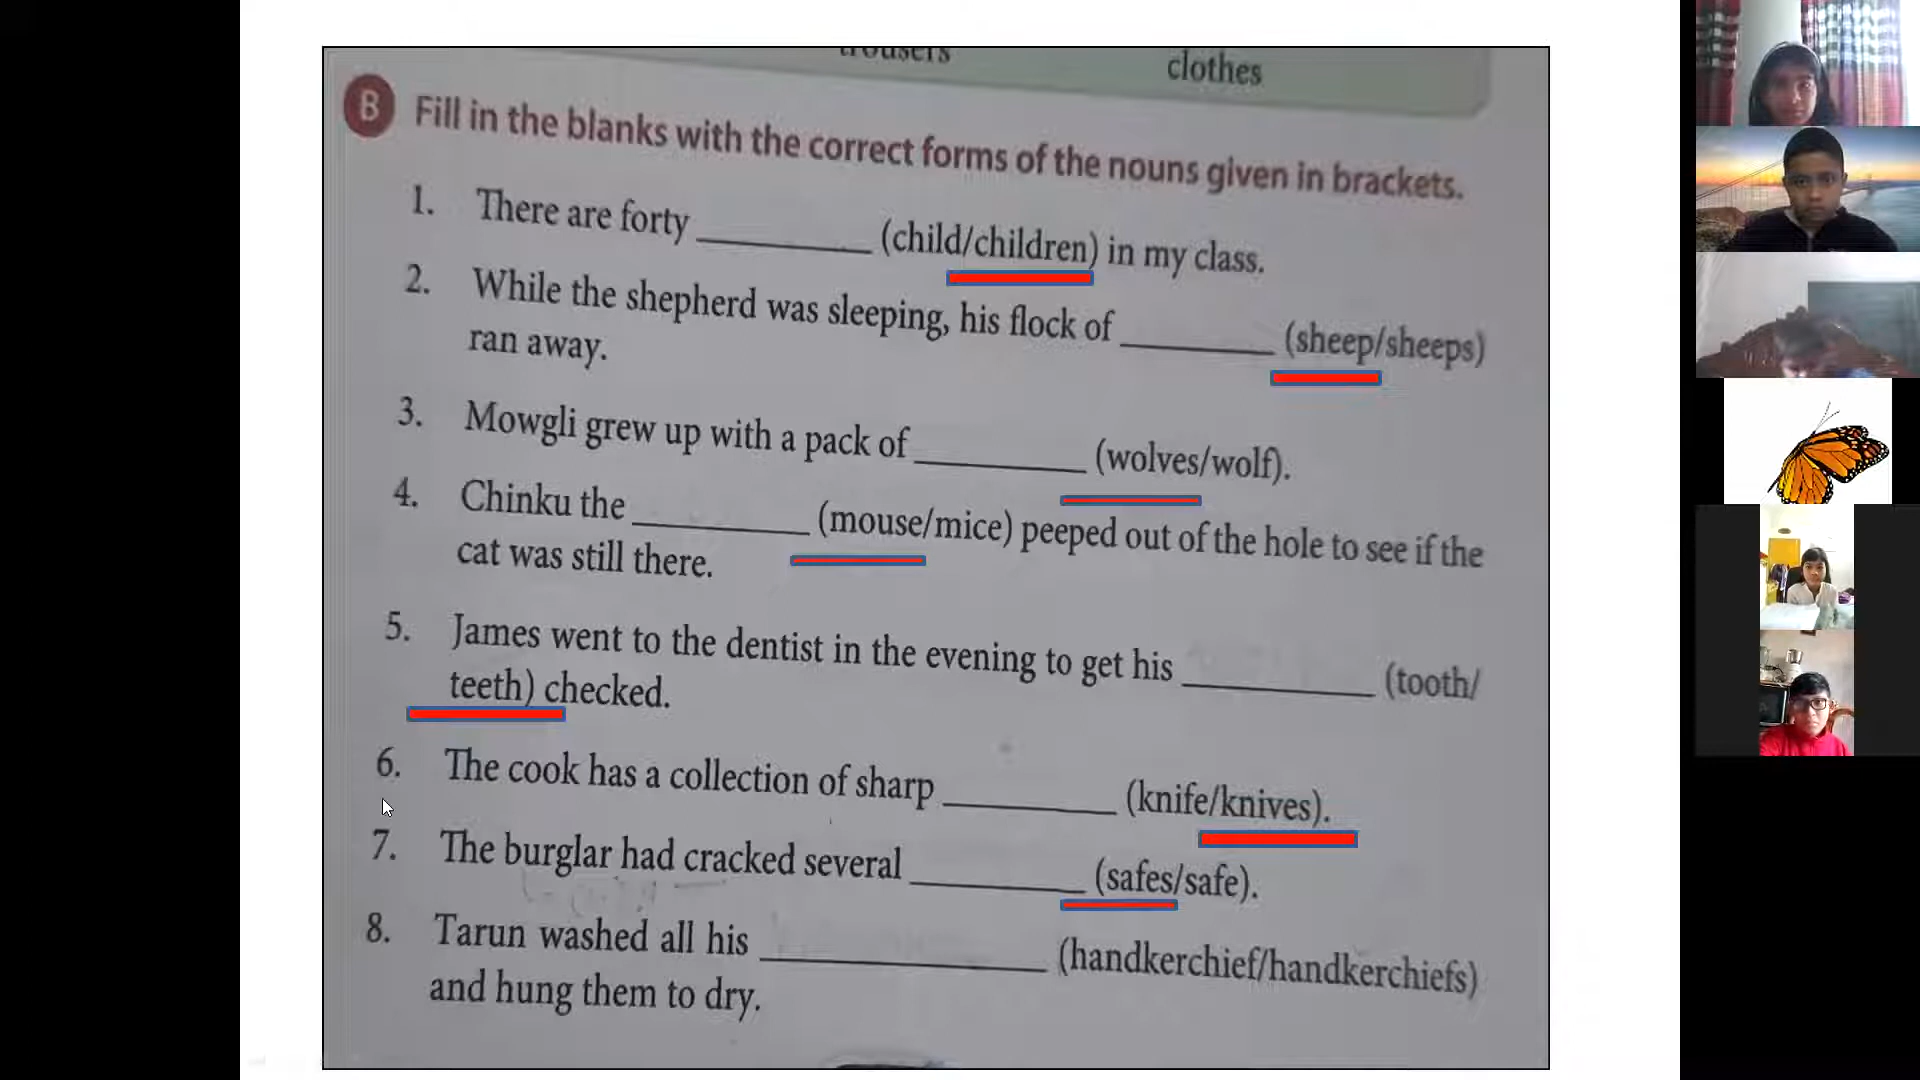 trousers clothes
B Fill in the blanks with the correct forms of the nouns given in brackets.
1. There are forty __________ (child/children) in my class.
2. While the shepherd was sleeping, his flock of __________ (sheep/sheeps)
ran away.
3. Mowgli grew up with a pack of __________ (wolves/wolf).
4. Chinku the __________ (mouse/mice) peeped out of the hole to see if the
cat was still there.
5. James went to the dentist in the evening to get his __________ (tooth/
teeth) checked.
6. The cook has a collection of sharp __________ (knife/knives).
7. The burglar had cracked several __________ (safes/safe).
8. Tarun washed all his __________ (handkerchief/handkerchiefs)
and hung them to dry.